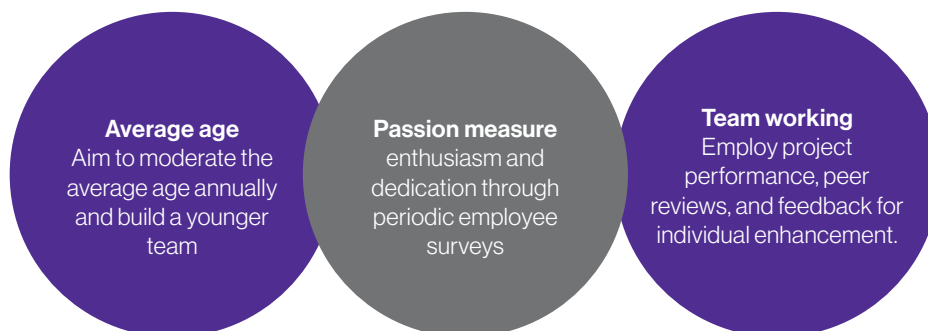 Average age
Aim to moderate the
average age annually
and build a younger
team
Passion measure
enthusiasm and
dedication through
periodic employee
surveys
Team working
Employ project
performance, peer
reviews, and feedback for
individual enhancement.